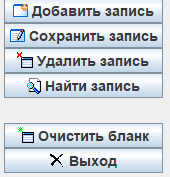 Добавить запись
Сохранить запись
Удалить запись
Найти запись
Очистить бланк
Выход